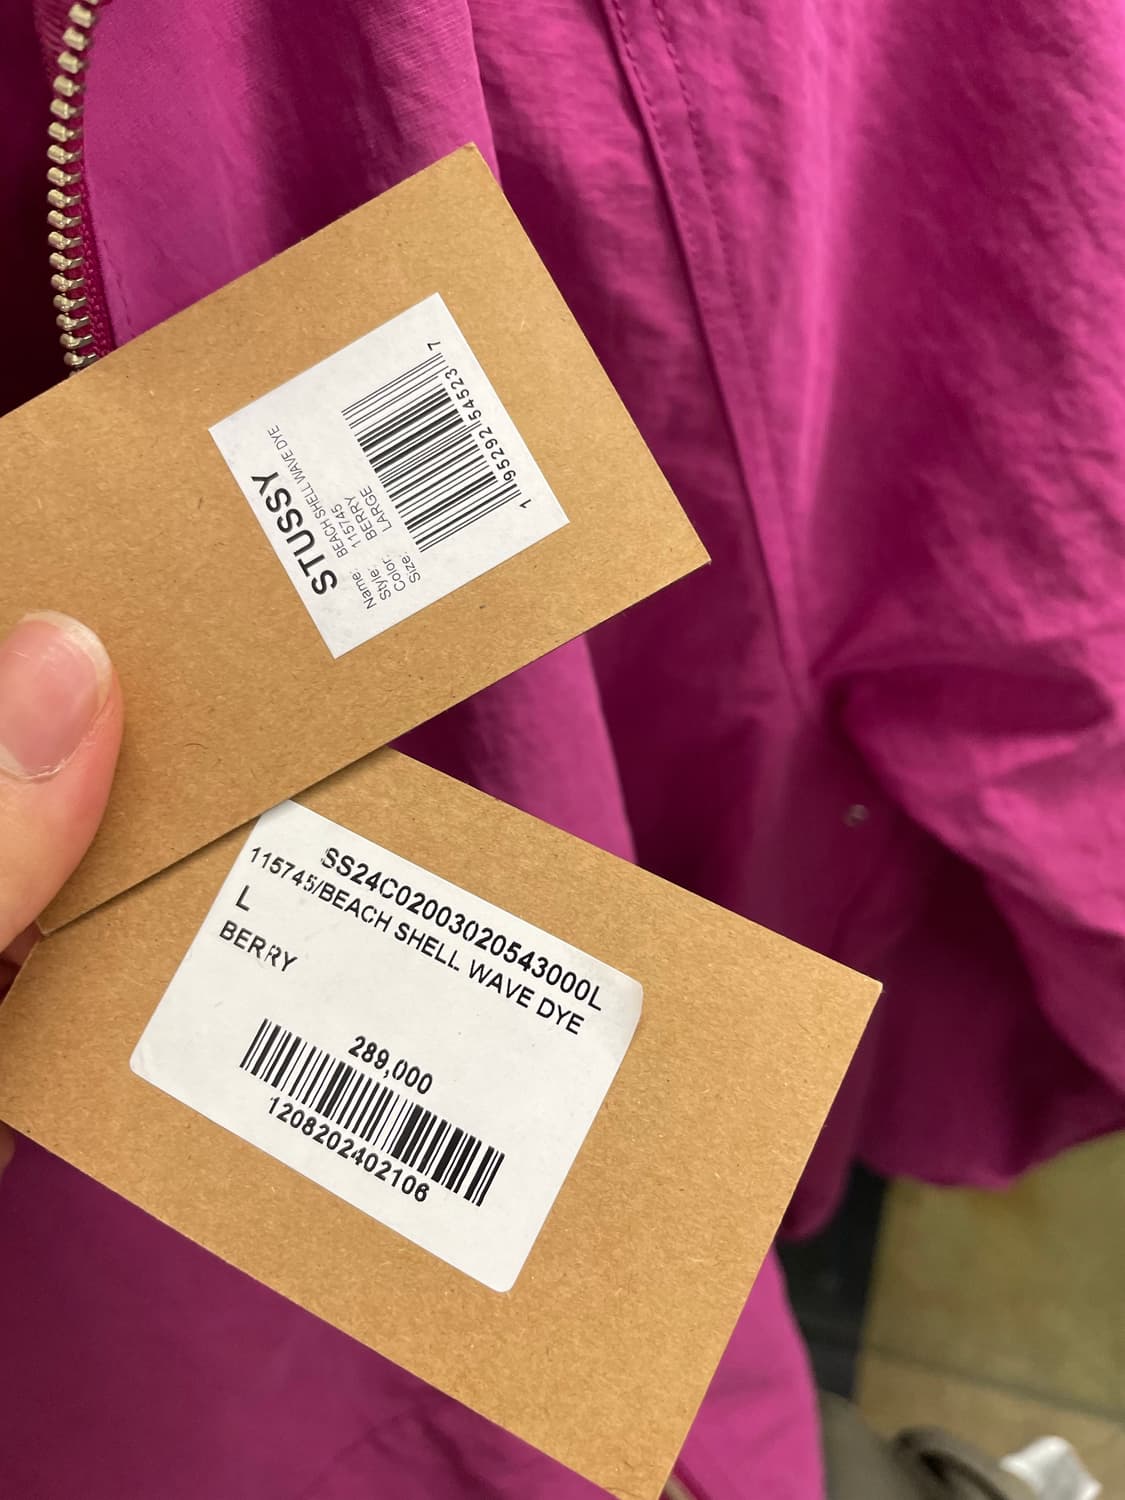 STUSSY
Name: BEACH SHELL WAVE DYE
Style: 115745
Color: BERRY
Size: LARGE
1 95292 54523 7
SS24C02003020543000L
115745/BEACH SHELL WAVE DYE
L
BERRY
289,000
1208202402106